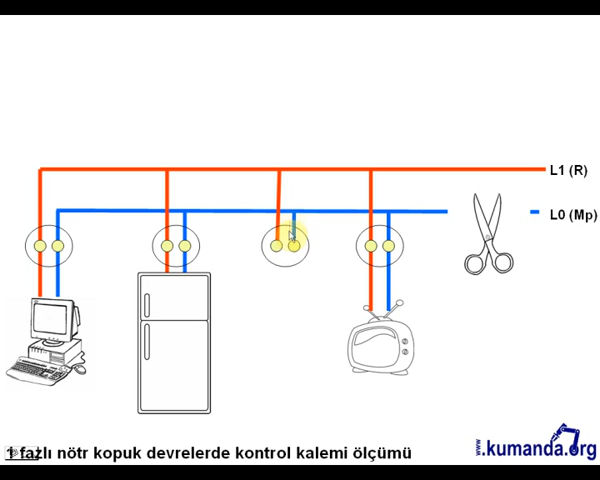 L1 (R)
L0 (Mp)
1 fazlı nötr kopuk devrelerde kontrol kalemi ölçümü
www.kumanda.org